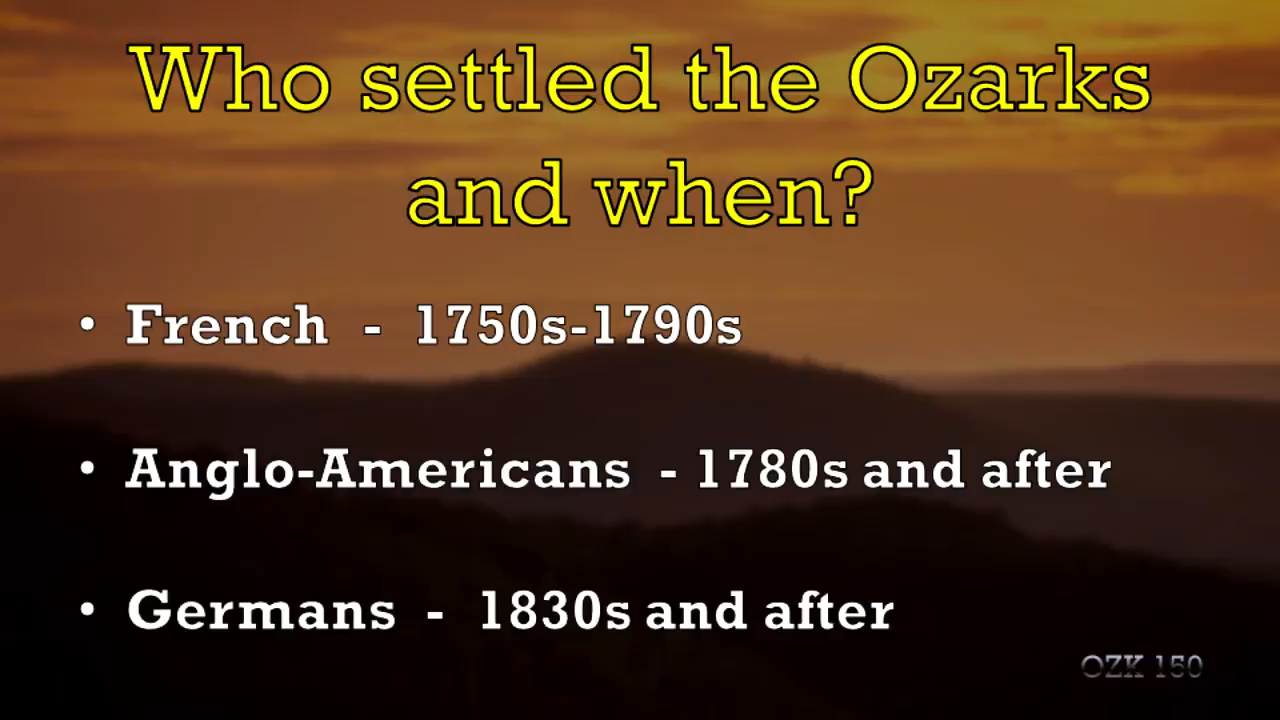 Who settled the Ozarks
and when?
• French - 1750s-1790s
• Anglo-Americans - 1780s and after
• Germans - 1830s and after
OZK 150